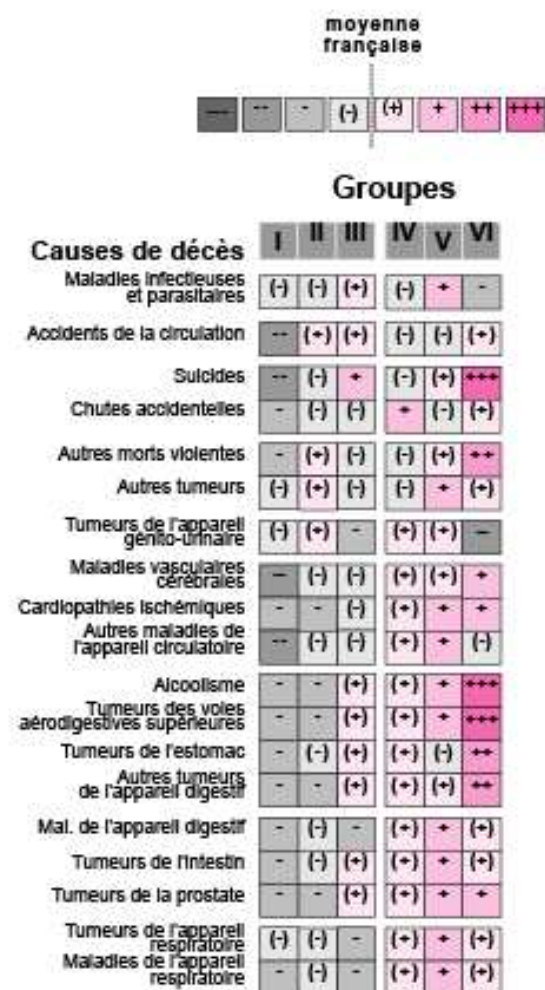 moyenne
française
--- -- - (-) (+) + ++ +++
Groupes
Causes de décès I II III IV V VI
Maladies infectieuses
et parasitaires (-) (-) (+) (-) + -
Accidents de la circulation -- (+) (+) (-) (-) (+)
Suicides -- (-) + (-) (+) +++
Chutes accidentelles - (-) (-) + (-) (+)
Autres morts violentes - (+) (-) (-) (+) ++
Autres tumeurs (-) (+) (-) (-) + (+)
Tumeurs de l'appareil
génito-urinaire (-) (+) - (+) (+) --
Maladies vasculaires
cérébrales -- (-) (-) (+) (+) +
Cardiopathies ischémiques - - (-) (+) + +
Autres maladies de
l'appareil circulatoire -- (-) (-) (+) + (-)
Alcoolisme - - (+) (+) + +++
Tumeurs des voies
aérodigestives supérieures - - (+) (+) + +++
Tumeurs de l'estomac - (-) (+) (+) (-) ++
Autres tumeurs
de l'appareil digestif - - (+) (+) (+) ++
Mal. de l'appareil digestif - (-) - (+) + (+)
Tumeurs de l'intestin - (-) (+) (+) + (+)
Tumeurs de la prostate - - (+) (+) + +
Tumeurs de l'appareil
respiratoire (-) (-) - (+) + (+)
Maladies de l'appareil
respiratoire - (-) - (+) + (+)